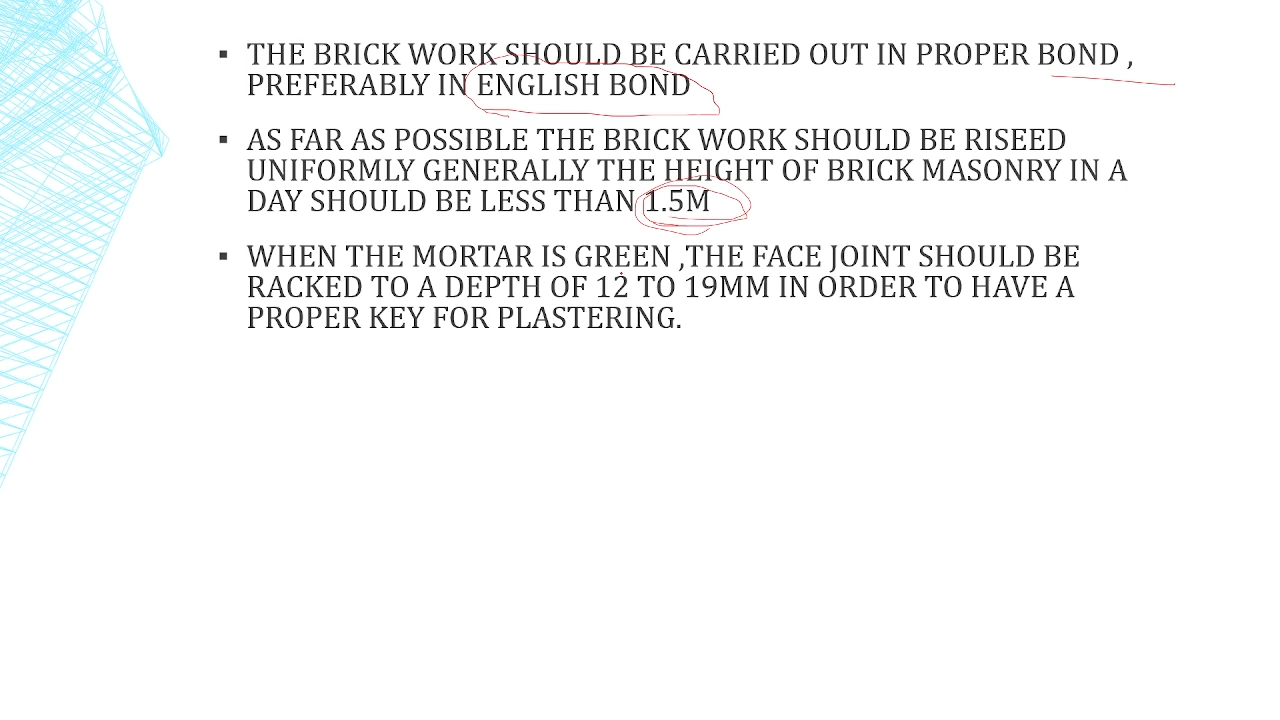 ▪ THE BRICK WORK SHOULD BE CARRIED OUT IN PROPER BOND ,
PREFERABLY IN ENGLISH BOND
▪ AS FAR AS POSSIBLE THE BRICK WORK SHOULD BE RISEED
UNIFORMLY GENERALLY THE HEIGHT OF BRICK MASONRY IN A
DAY SHOULD BE LESS THAN 1.5M
▪ WHEN THE MORTAR IS GREEN ,THE FACE JOINT SHOULD BE
RACKED TO A DEPTH OF 12 TO 19MM IN ORDER TO HAVE A
PROPER KEY FOR PLASTERING.